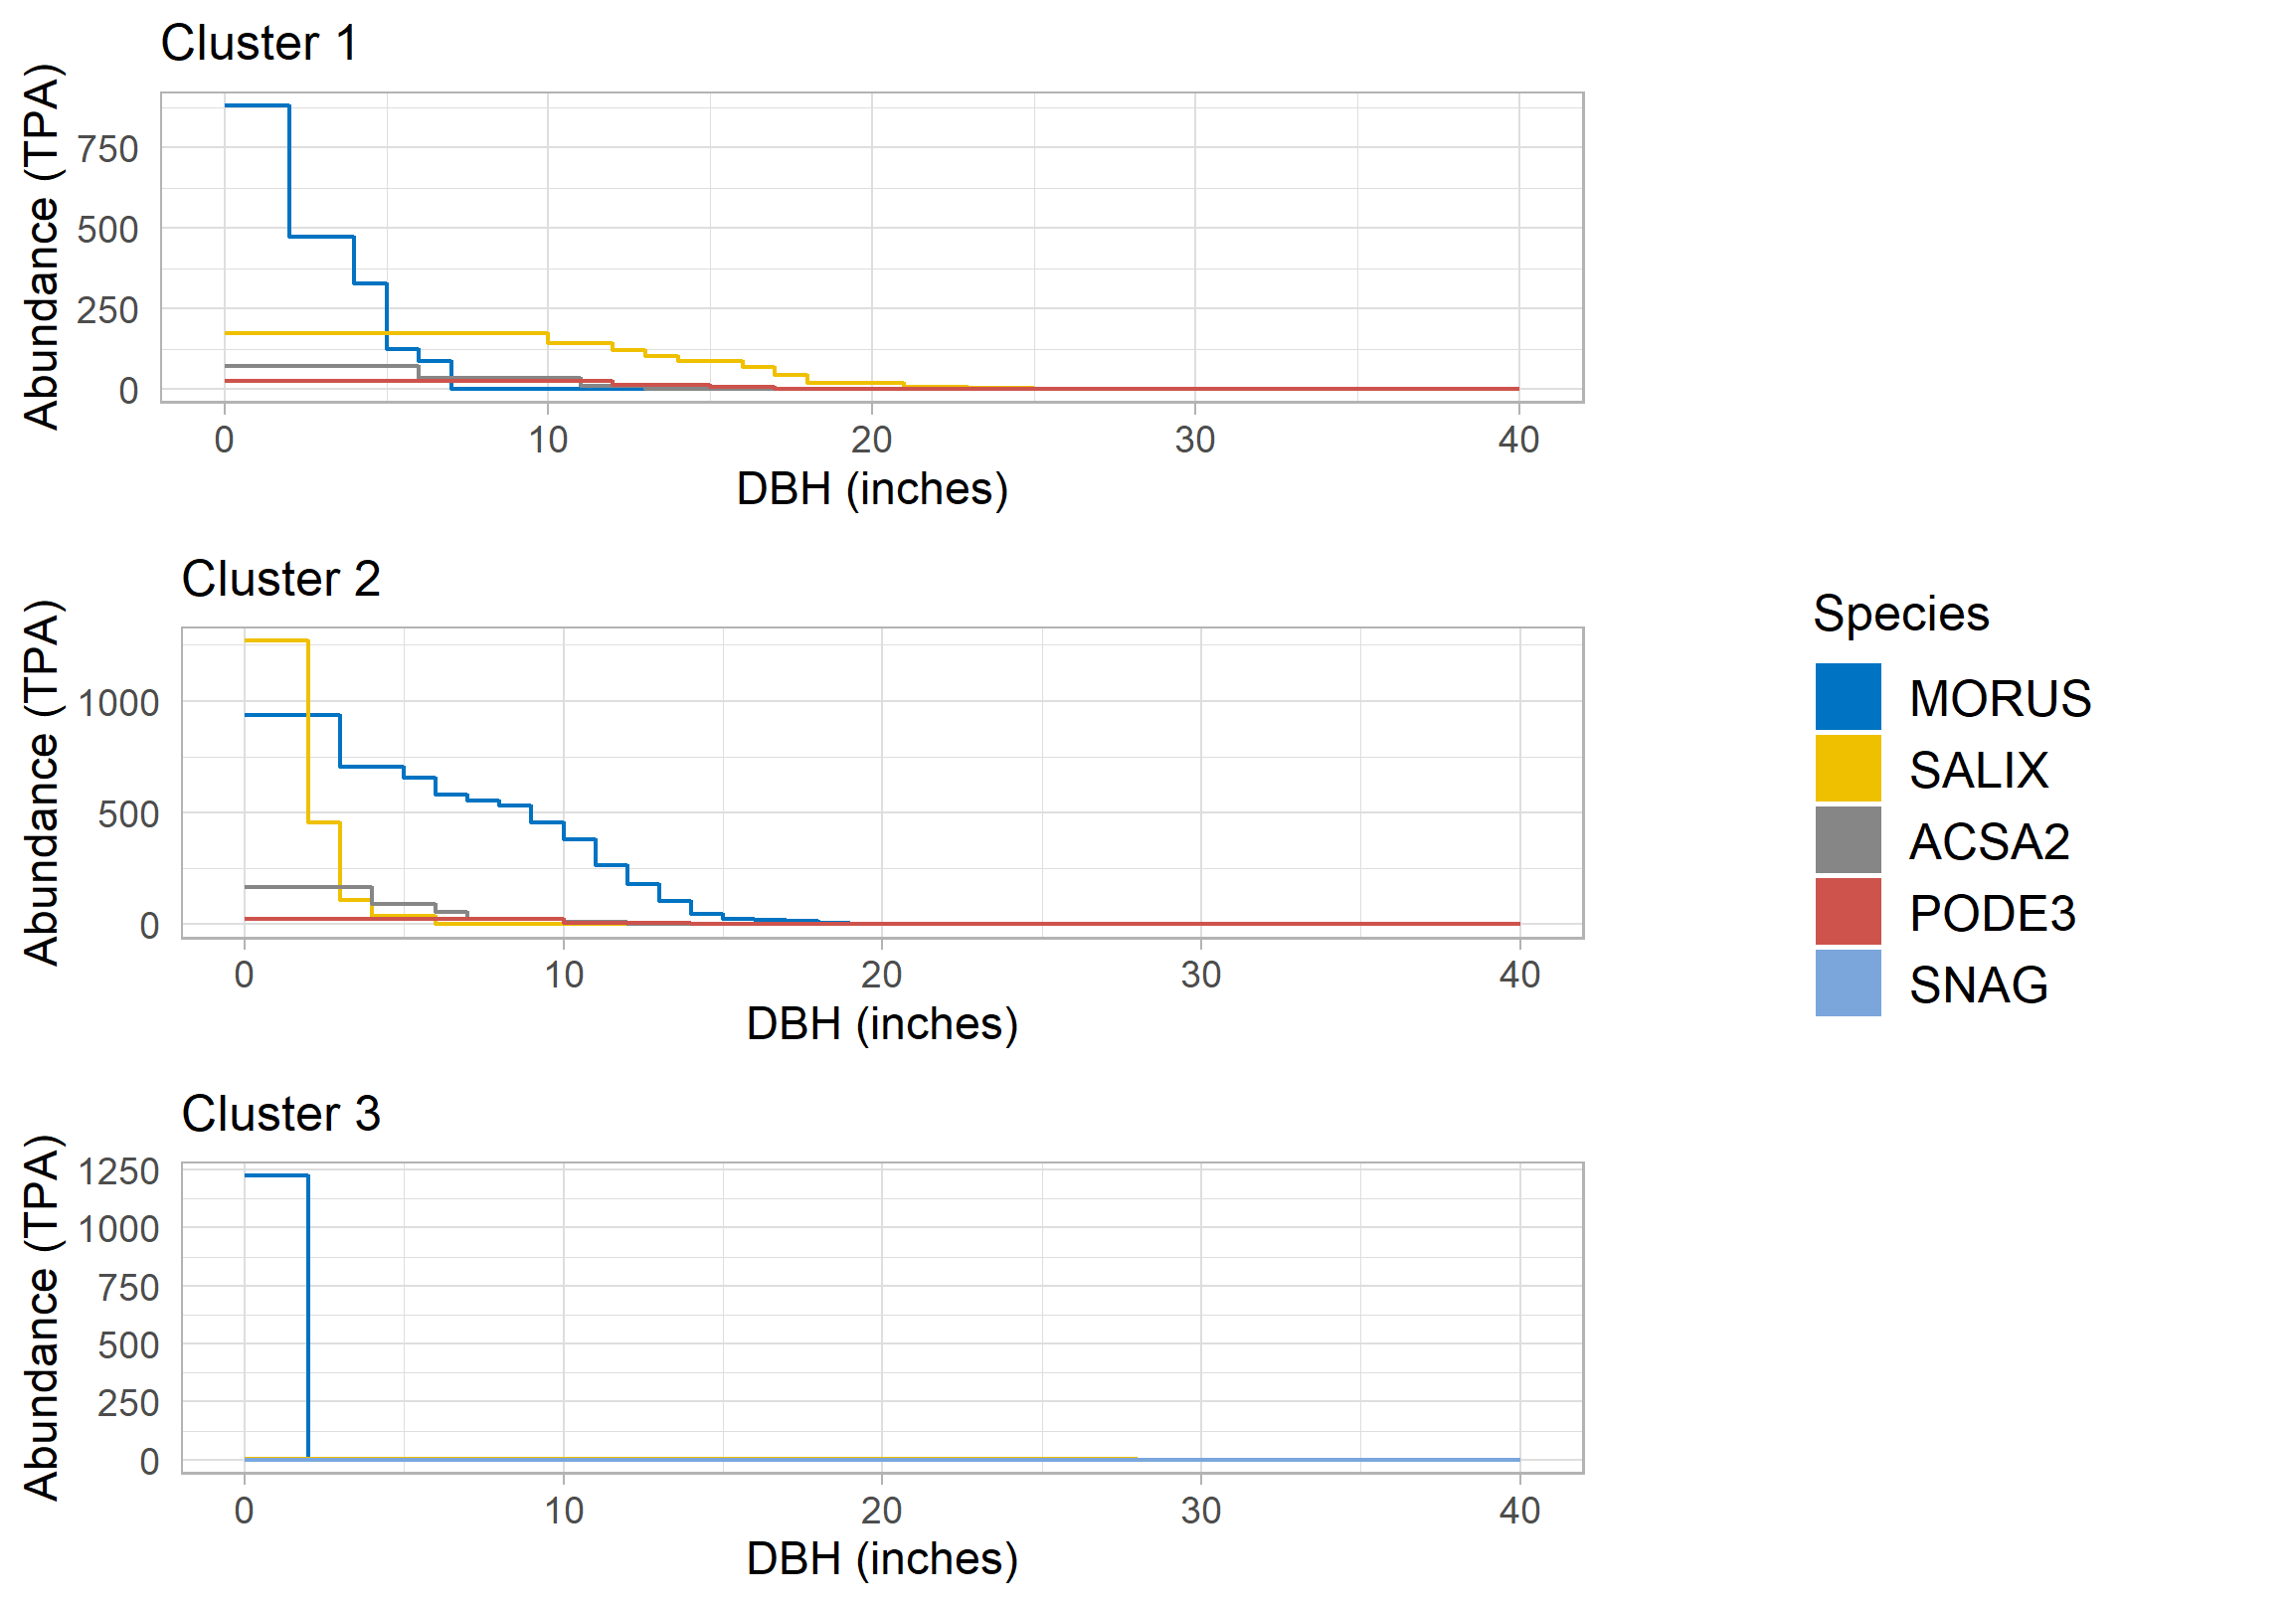 Cluster 1
Abundance (TPA)
750
500
250
0
0 10 20 30 40
DBH (inches)
Cluster 2
Abundance (TPA)
1000
500
0
0 10 20 30 40
DBH (inches)
Species
MORUS
SALIX
ACSA2
PODE3
SNAG
Cluster 3
Abundance (TPA)
1250
1000
750
500
250
0
0 10 20 30 40
DBH (inches)